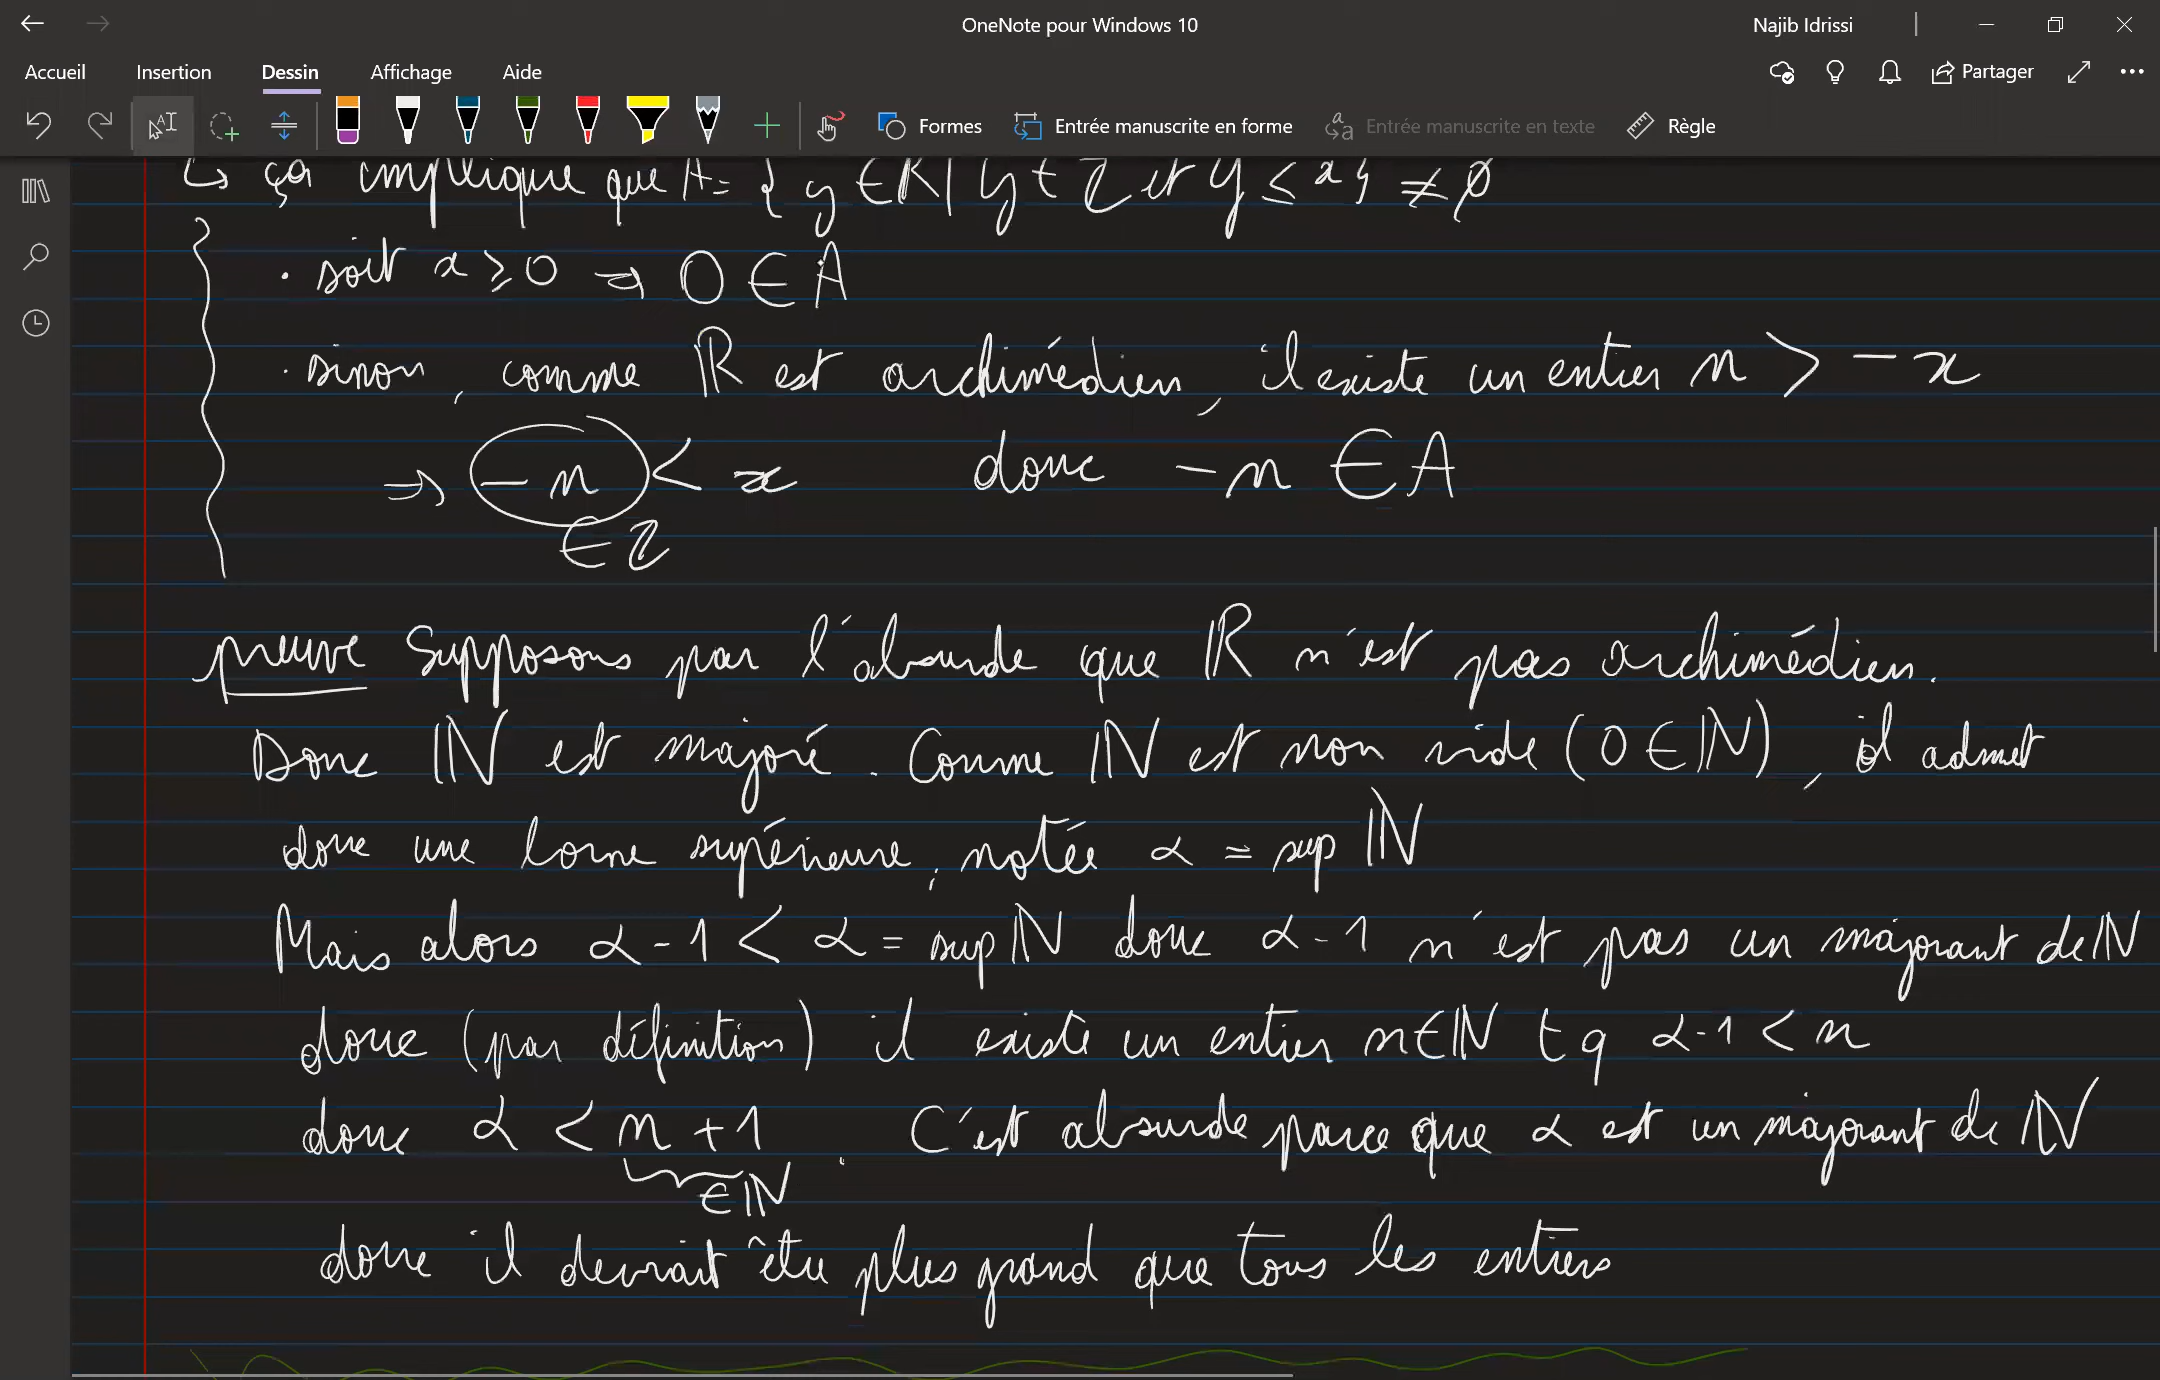 OneNote pour Windows 10
Najib Idrissi
Accueil Insertion Dessin Affichage Aide
Partager
Formes Entrée manuscrite en forme Entrée manuscrite en texte Règle
↳ ça implique que A = { y ∈ ℝ | y ∈ ℤ et y ≤ x } ≠ ∅
· soit x ≥ 0 ⇒ 0 ∈ A
· sinon, comme ℝ est archimédien, il existe un entier n > -x
⇒ -n < x donc -n ∈ A
∈ ℤ
preuve Supposons par l'absurde que ℝ n'est pas archimédien.
Donc ℕ est majoré. Comme ℕ est non vide (0 ∈ ℕ), il admet
donc une borne supérieure, notée α = sup ℕ
Mais alors α - 1 < α = sup ℕ donc α - 1 n'est pas un majorant de ℕ
donc (par définition) il existe un entier n ∈ ℕ tq α - 1 < n
donc α < n + 1. C'est absurde parce que α est un majorant de ℕ
∈ ℕ
donc il devrait être plus grand que tous les entiers